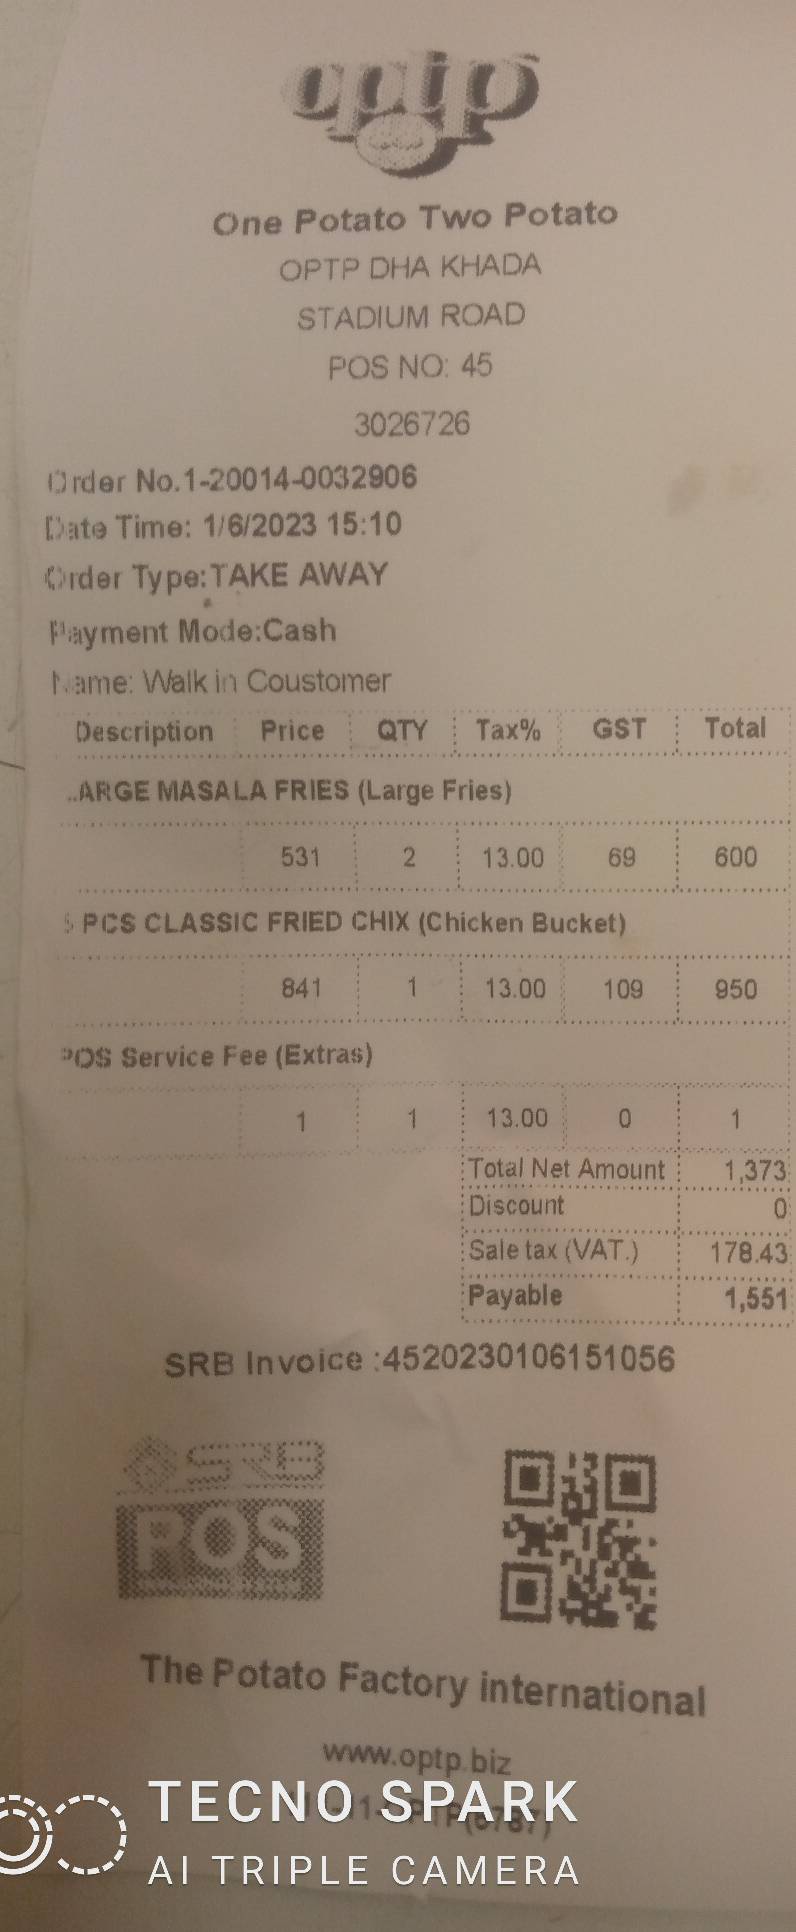 optp
One Potato Two Potato
OPTP DHA KHADA
STADIUM ROAD
POS NO: 45
3026726
Order No.1-20014-0032906
Date Time: 1/6/2023 15:10
Order Type:TAKE AWAY
Payment Mode:Cash
Name: Walk in Coustomer
Description Price QTY Tax% GST Total
LARGE MASALA FRIES (Large Fries)
531 2 13.00 69 600
5 PCS CLASSIC FRIED CHIX (Chicken Bucket)
841 1 13.00 109 950
POS Service Fee (Extras)
1 1 13.00 0 1
Total Net Amount 1,373
Discount 0
Sale tax (VAT.) 178.43
Payable 1,551
SRB Invoice :4520230106151056
SRB
POS
The Potato Factory international
www.optp.biz
TECNO SPARK
AI TRIPLE CAMERA